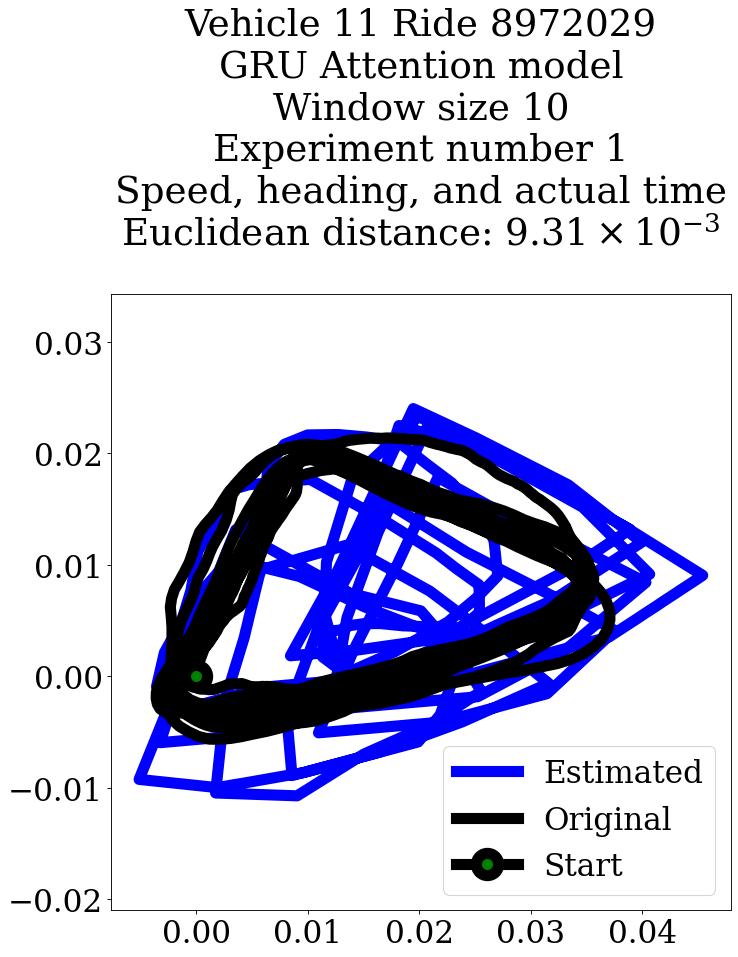 Vehicle 11 Ride 8972029
GRU Attention model
Window size 10
Experiment number 1
Speed, heading, and actual time
Euclidean distance: 9.31 × 10⁻³
0.03
0.02
0.01
0.00
−0.01
−0.02
Estimated
Original
Start
0.00 0.01 0.02 0.03 0.04